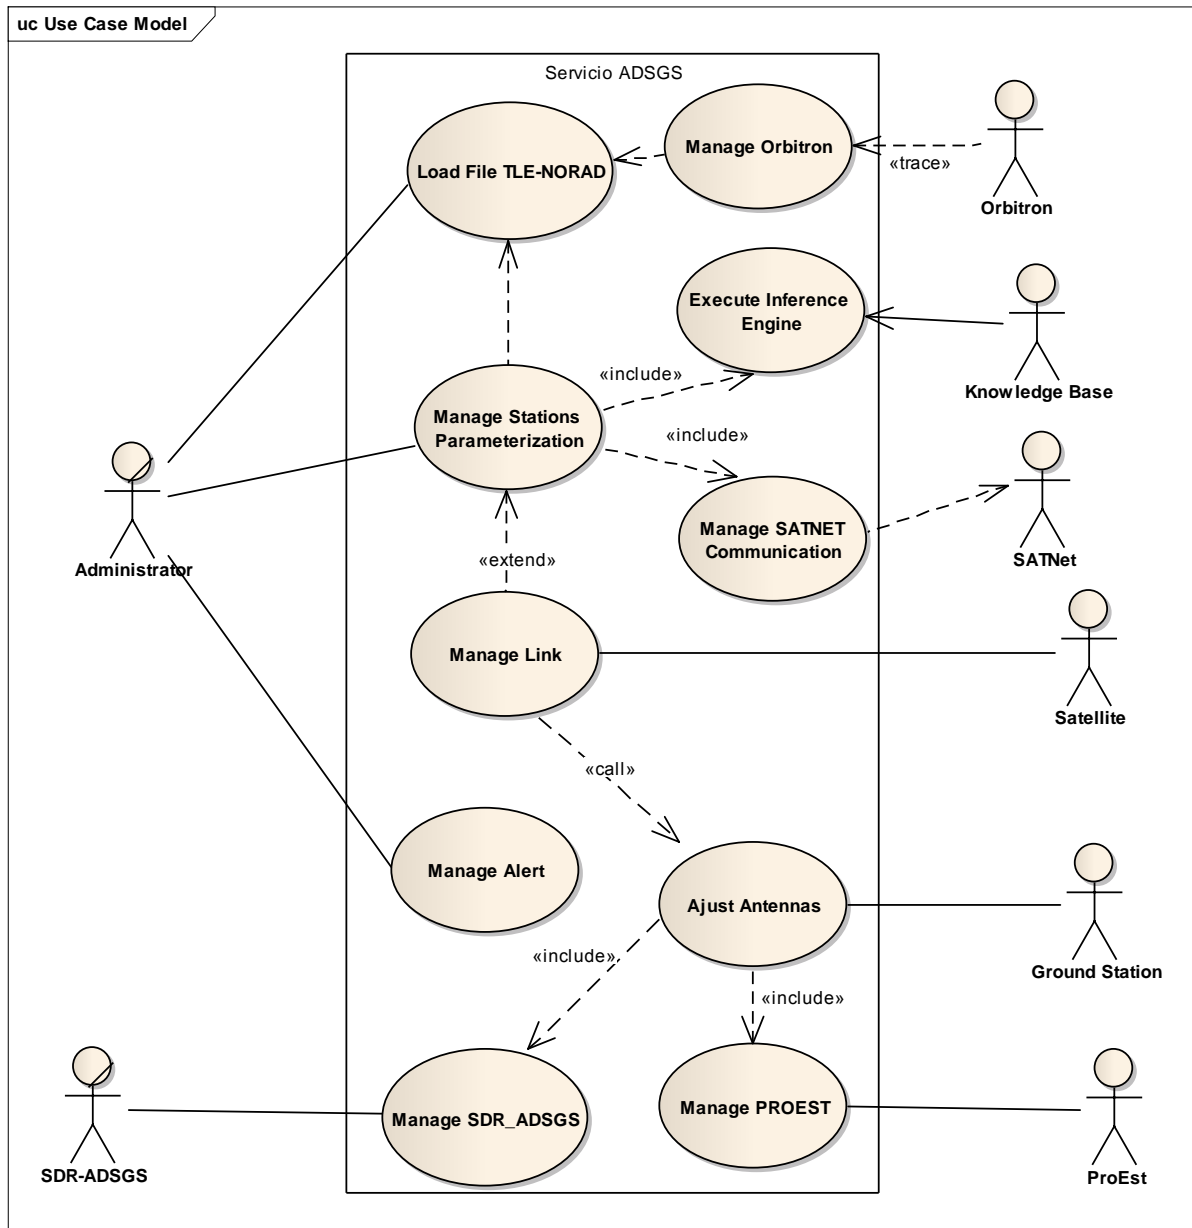 uc Use Case Model
Servicio ADSGS
Load File TLE-NORAD
Manage Orbitron
«trace»
Orbitron
Execute Inference
Engine
Knowledge Base
«include»
Manage Stations
Parameterization
«include»
Manage SATNET
Communication
SATNet
Administrator
«extend»
Manage Link
Satellite
«call»
Manage Alert
Ajust Antennas
Ground Station
«include»
«include»
Manage SDR_ADSGS
Manage PROEST
SDR-ADSGS
ProEst